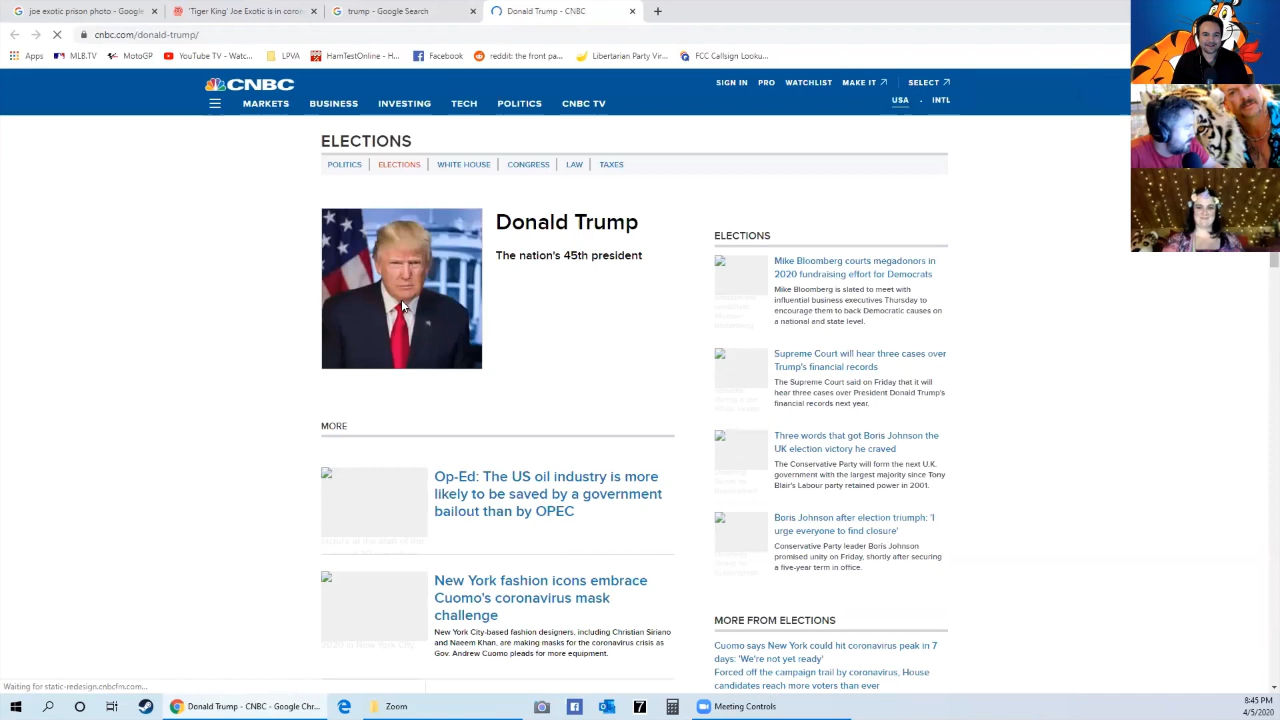 joe exotic prison photo - Google
'Tiger King' Joe Exotic is in coron
trump - Google Search
Donald Trump - CNBC
cnbc.com/donald-trump/
Apps
MLB.TV
MotoGP
YouTube TV - Watc...
LPVA
HamTestOnline - H...
Facebook
reddit: the front pa...
Libertarian Party Vir...
FCC Callsign Looku...
CNBC
SIGN IN PRO WATCHLIST MAKE IT SELECT
USA · INTL
MARKETS BUSINESS INVESTING TECH POLITICS CNBC TV
ELECTIONS
POLITICS ELECTIONS WHITE HOUSE CONGRESS LAW TAXES
Donald Trump
The nation's 45th president
MORE
Op-Ed: The US oil industry is more
likely to be saved by a government
bailout than by OPEC
New York fashion icons embrace
Cuomo's coronavirus mask
challenge
New York City-based fashion designers, including Christian Siriano
and Naeem Khan, are making masks for the coronavirus crisis as
Gov. Andrew Cuomo pleads for more equipment.
ELECTIONS
Mike Bloomberg courts megadonors in
2020 fundraising effort for Democrats
Mike Bloomberg is slated to meet with
influential business executives Thursday to
encourage them to back Democratic causes on
a national and state level.
Supreme Court will hear three cases over
Trump's financial records
The Supreme Court said on Friday that it will
hear three cases over President Donald Trump's
financial records next year.
Three words that got Boris Johnson the
UK election victory he craved
The Conservative Party will form the next U.K.
government with the largest majority since Tony
Blair's Labour party retained power in 2001.
Boris Johnson after election triumph: 'I
urge everyone to find closure'
Conservative Party leader Boris Johnson
promised unity on Friday, shortly after securing
a five-year term in office.
MORE FROM ELECTIONS
Cuomo says New York could hit coronavirus peak in 7
days: 'We're not yet ready'
Forced off the campaign trail by coronavirus, House
candidates reach more voters than ever
Waiting for static-redesign.cnbcfm.com...
Donald Trump - CNBC - Google Chr...
Zoom
7
Meeting Controls
8:45 PM
4/5/2020